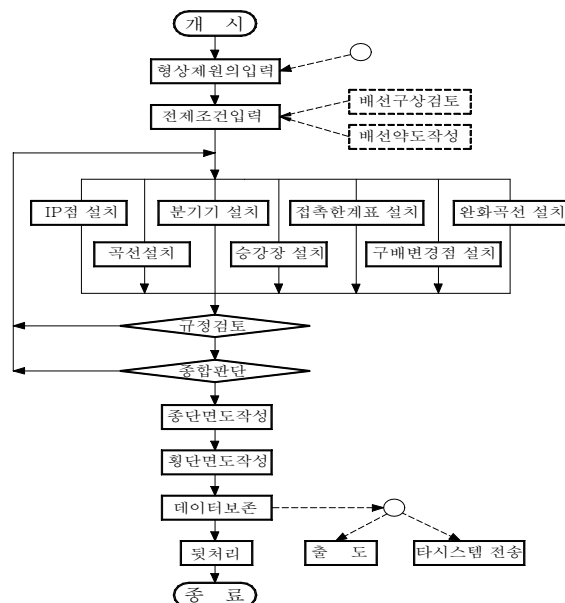 개 시
형상제원의입력
배선구상검토
전제조건입력
배선약도작성
IP점 설치
분기기 설치
접촉한계표 설치
완화곡선 설치
곡선설치
승강장 설치
구배변경점 설치
규정검토
종합판단
종단면도작성
횡단면도작성
데이터보존
뒷처리
출 도
타시스템 전송
종 료